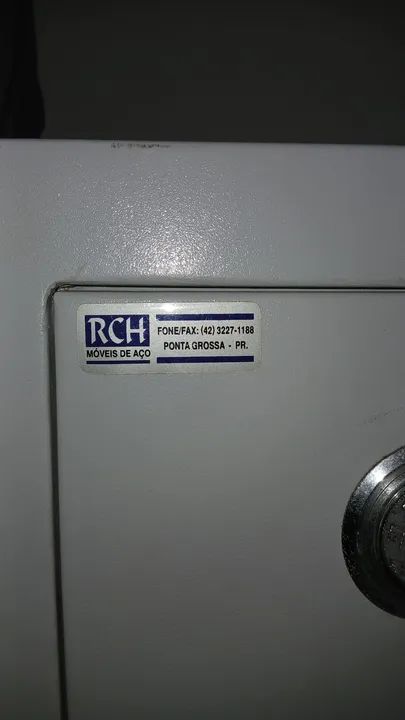 RCH
MÓVEIS DE AÇO
FONE/FAX: (42) 3227-1188
PONTA GROSSA - PR.